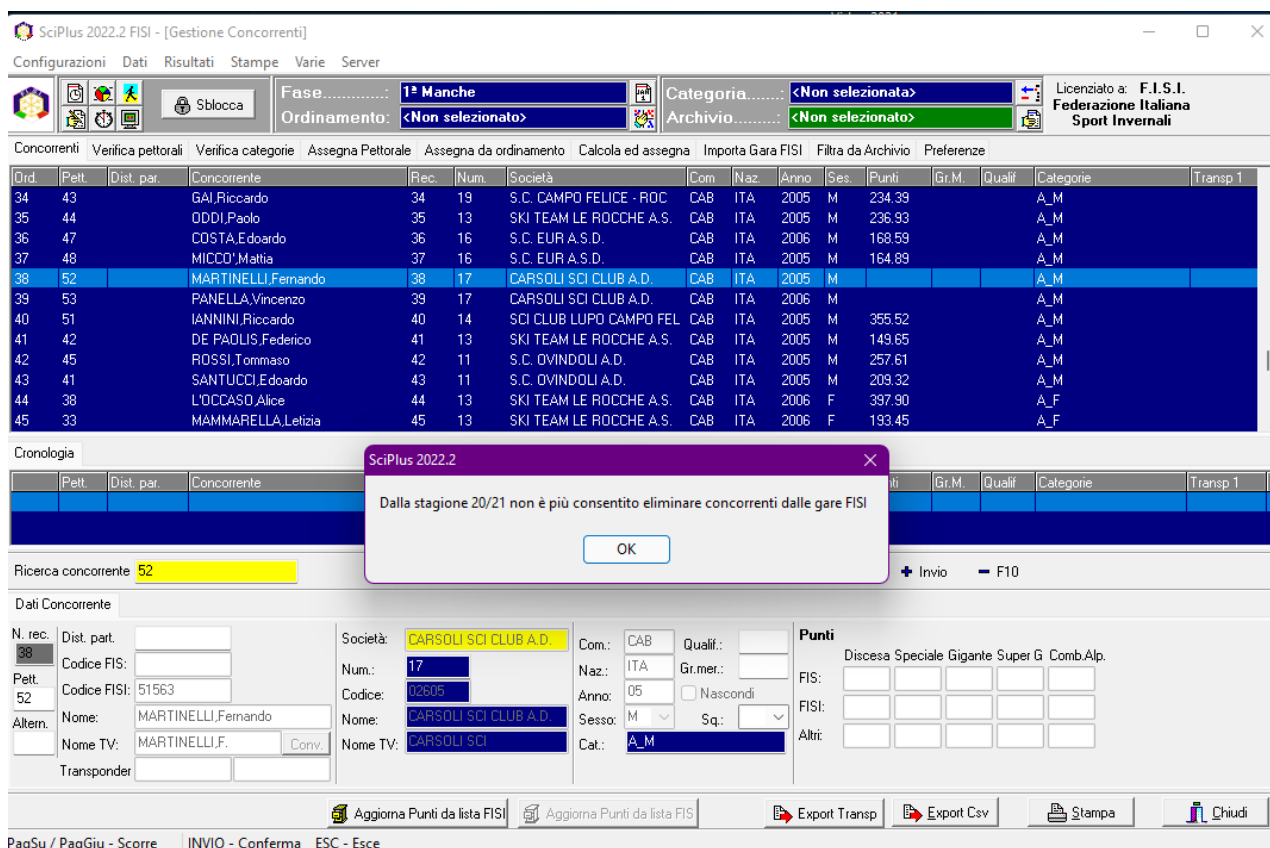 SciPlus 2022.2 FISI - [Gestione Concorrenti]
Configurazioni Dati Risultati Stampe Varie Server
Sblocca
Fase............: 1ª Manche
Categoria.......: <Non selezionata>
Ordinamento: <Non selezionato>
Archivio.........: <Non selezionato>
Licenziato a: F.I.S.I.
Federazione Italiana
Sport Invernali
Concorrenti Verifica pettorali Verifica categorie Assegna Pettorale Assegna da ordinamento Calcola ed assegna Importa Gara FISI Filtra da Archivio Preferenze
Ord. Pett. Dist. par. Concorrente Rec. Num. Società Com Naz. Anno Ses. Punti Gr.M. Qualif Categorie Transp 1
34 43 GAI,Riccardo 34 19 S.C. CAMPO FELICE - ROC CAB ITA 2005 M 234.39 A_M
35 44 ODDI,Paolo 35 13 SKI TEAM LE ROCCHE A.S. CAB ITA 2005 M 236.93 A_M
36 47 COSTA,Edoardo 36 16 S.C. EUR A.S.D. CAB ITA 2006 M 168.59 A_M
37 48 MICCO',Mattia 37 16 S.C. EUR A.S.D. CAB ITA 2006 M 164.89 A_M
38 52 MARTINELLI,Fernando 38 17 CARSOLI SCI CLUB A.D. CAB ITA 2005 M A_M
39 53 PANELLA,Vincenzo 39 17 CARSOLI SCI CLUB A.D. CAB ITA 2006 M A_M
40 51 IANNINI,Riccardo 40 14 SCI CLUB LUPO CAMPO FEL CAB ITA 2005 M 355.52 A_M
41 42 DE PAOLIS,Federico 41 13 SKI TEAM LE ROCCHE A.S. CAB ITA 2005 M 149.65 A_M
42 45 ROSSI,Tommaso 42 11 S.C. OVINDOLI A.D. CAB ITA 2005 M 257.61 A_M
43 41 SANTUCCI,Edoardo 43 11 S.C. OVINDOLI A.D. CAB ITA 2005 M 209.32 A_M
44 38 L'OCCASO,Alice 44 13 SKI TEAM LE ROCCHE A.S. CAB ITA 2006 F 397.90 A_F
45 33 MAMMARELLA,Letizia 45 13 SKI TEAM LE ROCCHE A.S. CAB ITA 2006 F 193.45 A_F
Cronologia
Pett. Dist. par. Concorrente Gr.M. Qualif Categorie Transp 1
SciPlus 2022.2
Dalla stagione 20/21 non è più consentito eliminare concorrenti dalle gare FISI
OK
Ricerca concorrente 52
+ Invio − F10
Dati Concorrente
N. rec. 38
Pett. 52
Altern.
Dist. part.
Codice FIS:
Codice FISI: 51563
Nome: MARTINELLI,Fernando
Nome TV: MARTINELLI,F. Conv.
Transponder
Società: CARSOLI SCI CLUB A.D.
Num.: 17
Codice: 02605
Nome: CARSOLI SCI CLUB A.D.
Nome TV: CARSOLI SCI
Com.: CAB Qualif.:
Naz.: ITA Gr.mer.:
Anno: 05 Nascondi
Sesso: M Sq.:
Cat.: A_M
Punti
Discesa Speciale Gigante Super G Comb.Alp.
FIS:
FISI:
Altri:
Aggiorna Punti da lista FISI Aggiorna Punti da lista FIS Export Transp Export Csv Stampa Chiudi
PagSu / PagGiu - Scorre INVIO - Conferma ESC - Esce